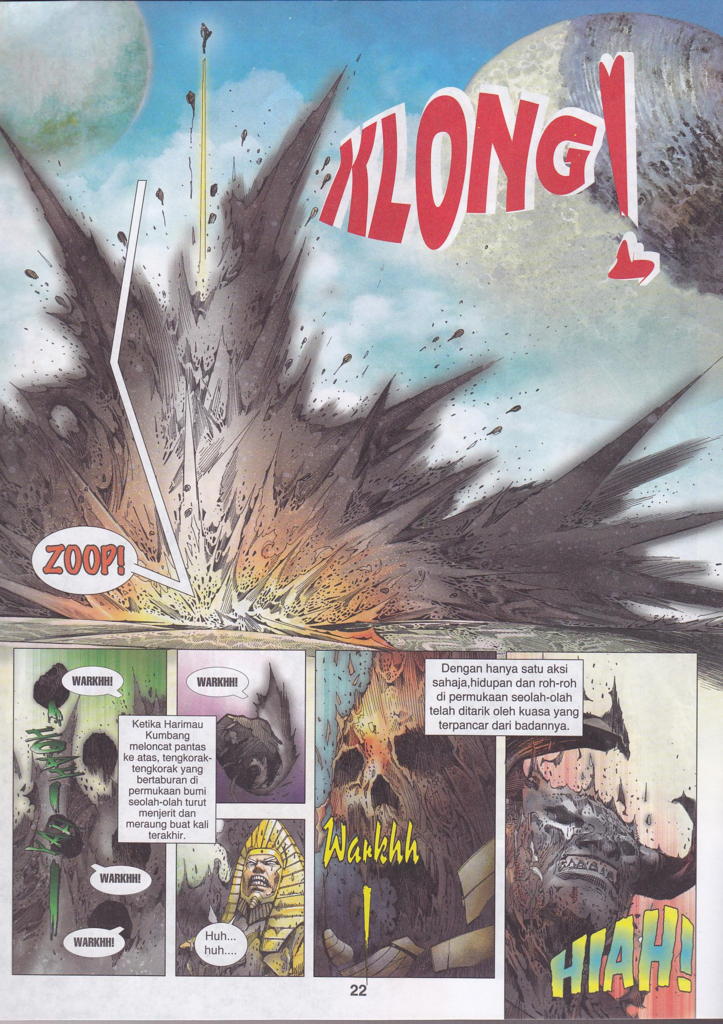 KLONG!
ZOOP!
WARKHH!
Ketika Harimau
Kumbang
meloncat pantas
ke atas, tengkorak-
tengkorak yang
bertaburan di
permukaan bumi
seolah-olah turut
menjerit dan
meraung buat kali
terakhir.
WARKHH!
WARKHH!
WARKHH!
Huh...
huh....
Warkhh
!
Dengan hanya satu aksi
sahaja,hidupan dan roh-roh
di permukaan seolah-olah
telah ditarik oleh kuasa yang
terpancar dari badannya.
HIAH!
22